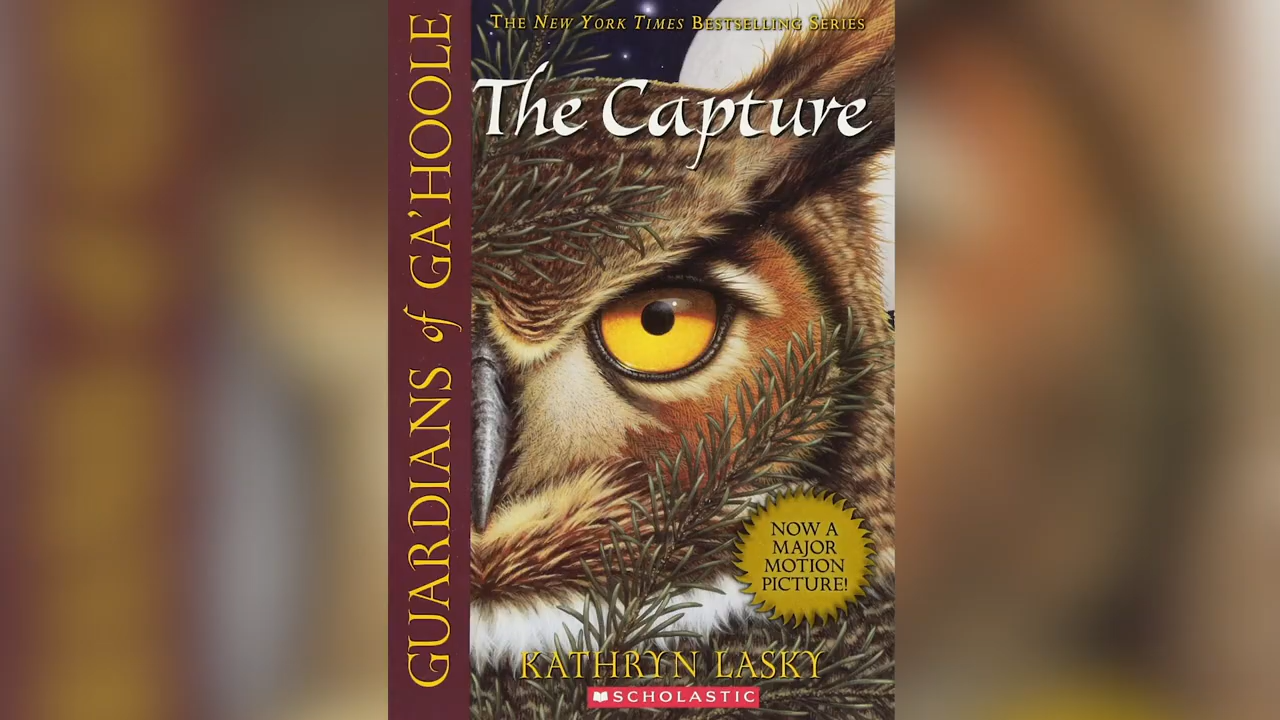 GUARDIANS of GA'HOOLE
THE NEW YORK TIMES BESTSELLING SERIES
The Capture
NOW A
MAJOR
MOTION
PICTURE!
KATHRYN LASKY
SCHOLASTIC